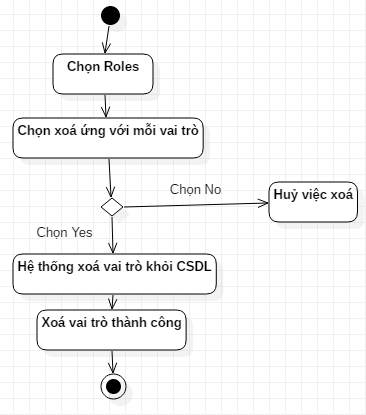 Chọn Roles
Chọn xoá ứng với mỗi vai trò
Chọn No
Huỷ việc xoá
Chọn Yes
Hệ thống xoá vai trò khỏi CSDL
Xoá vai trò thành công